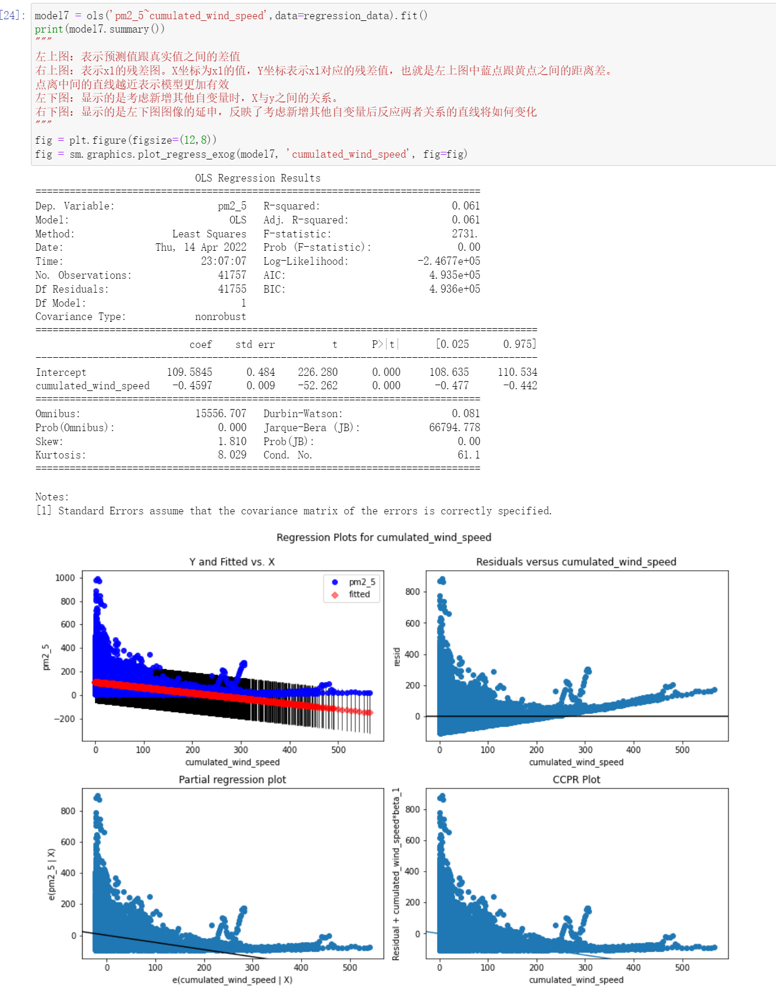 [24]:
model7 = ols('pm2_5~cumulated_wind_speed',data=regression_data).fit()
print(model7.summary())
"""
左上图：表示预测值跟真实值之间的差值
右上图：表示x1的残差图。X坐标为x1的值，Y坐标表示x1对应的残差值，也就是左上图中蓝点跟黄点之间的距离差。
点离中间的直线越近表示模型更加有效
左下图：显示的是考虑新增其他自变量时，X与y之间的关系。
右下图：显示的是左下图图像的延申，反映了考虑新增其他自变量后反应两者关系的直线将如何变化
"""
fig = plt.figure(figsize=(12,8))
fig = sm.graphics.plot_regress_exog(model7, 'cumulated_wind_speed', fig=fig)
OLS Regression Results
==============================================================================
Dep. Variable: pm2_5 R-squared: 0.061
Model: OLS Adj. R-squared: 0.061
Method: Least Squares F-statistic: 2731.
Date: Thu, 14 Apr 2022 Prob (F-statistic): 0.00
Time: 23:07:07 Log-Likelihood: -2.4677e+05
No. Observations: 41757 AIC: 4.935e+05
Df Residuals: 41755 BIC: 4.936e+05
Df Model: 1
Covariance Type: nonrobust
========================================================================================
coef std err t P>|t| [0.025 0.975]
----------------------------------------------------------------------------------------
Intercept 109.5845 0.484 226.280 0.000 108.635 110.534
cumulated_wind_speed -0.4597 0.009 -52.262 0.000 -0.477 -0.442
==============================================================================
Omnibus: 15556.707 Durbin-Watson: 0.081
Prob(Omnibus): 0.000 Jarque-Bera (JB): 66794.778
Skew: 1.810 Prob(JB): 0.00
Kurtosis: 8.029 Cond. No. 61.1
==============================================================================
Notes:
[1] Standard Errors assume that the covariance matrix of the errors is correctly specified.
Regression Plots for cumulated_wind_speed
Y and Fitted vs. X
pm2_5
fitted
1000
800
600
400
200
0
−200
pm2_5
0 100 200 300 400 500
cumulated_wind_speed
Residuals versus cumulated_wind_speed
800
600
400
200
0
resid
0 100 200 300 400 500
cumulated_wind_speed
Partial regression plot
800
600
400
200
0
e(pm2_5 | X)
0 100 200 300 400 500
e(cumulated_wind_speed | X)
CCPR Plot
800
600
400
200
0
Residual + cumulated_wind_speed*beta_1
0 100 200 300 400 500
cumulated_wind_speed